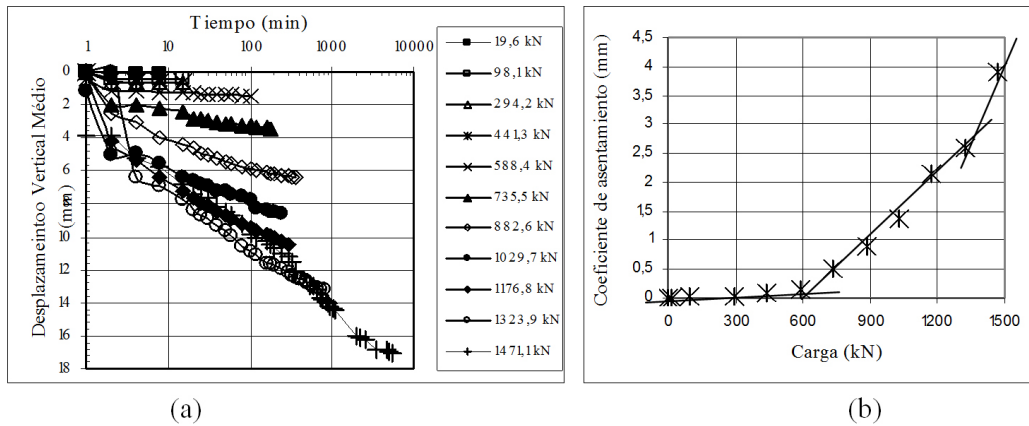 Tiempo (min)
1 10 100 1000 10000
0
2
4
6
8
10
12
14
16
18
Desplazameintoo Vertical Médio
(mm)
19,6 kN
98,1kN
294,2 kN
441,3 kN
588,4 kN
735,5 kN
882,6 kN
1029,7 kN
1176,8 kN
1323,9 kN
1471,1kN
(a)
4,5
4
3,5
3
2,5
2
1,5
1
0,5
0
Coeficiente de asentamiento (mm)
0 300 600 900 1200 1500
Carga (kN)
(b)